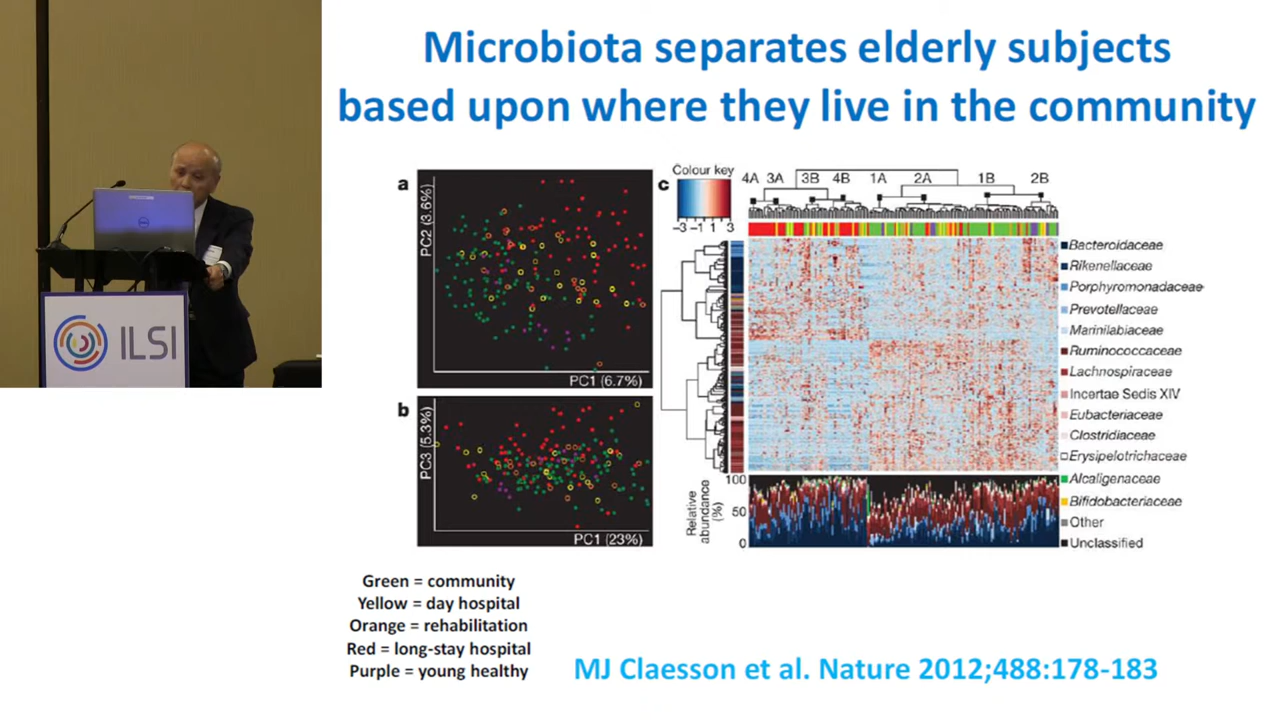 Microbiota separates elderly subjects
based upon where they live in the community
a
PC2 (3.6%)
PC1 (6.7%)
b
PC3 (5.3%)
PC1 (23%)
c
Colour key
−3 −1 1 3
4A 3A 3B 4B 1A 2A 1B 2B
Bacteroidaceae
Rikenellaceae
Porphyromonadaceae
Prevotellaceae
Marinilabiaceae
Ruminococcaceae
Lachnospiraceae
Incertae Sedis XIV
Eubacteriaceae
Clostridiaceae
Erysipelotrichaceae
Alcaligenaceae
Bifidobacteriaceae
Other
Unclassified
Relative
abundance
(%)
100
50
0
Green = community
Yellow = day hospital
Orange = rehabilitation
Red = long-stay hospital
Purple = young healthy
MJ Claesson et al. Nature 2012;488:178-183
DELL
ILSI